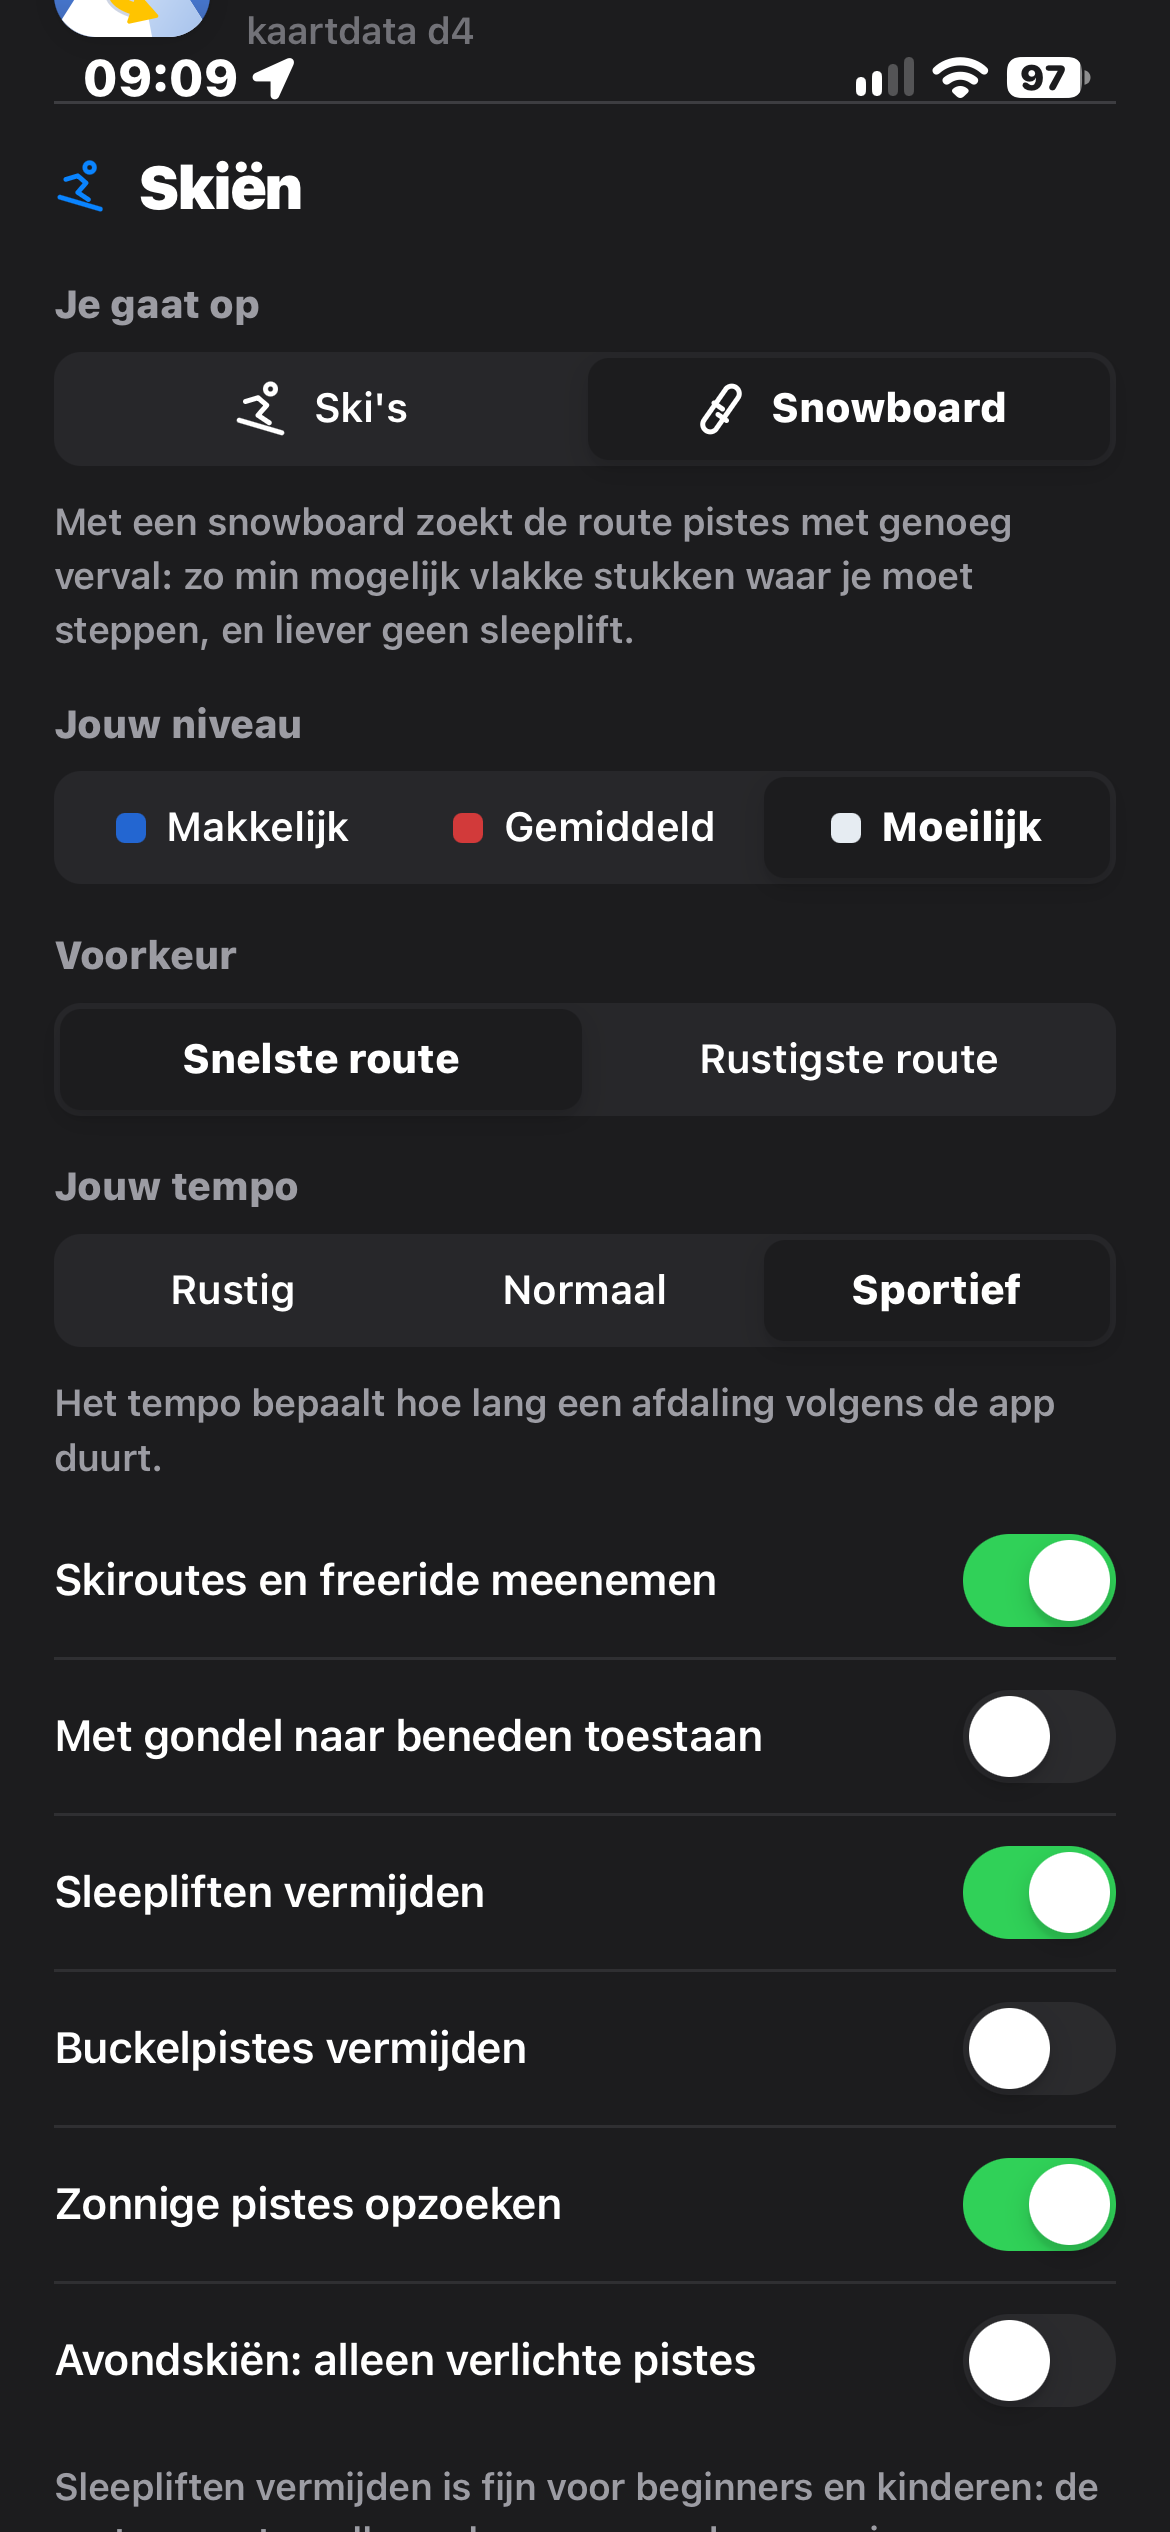 kaartdata d4
09:09
97
Skiën
Je gaat op
Ski's
Snowboard
Met een snowboard zoekt de route pistes met genoeg
verval: zo min mogelijk vlakke stukken waar je moet
steppen, en liever geen sleeplift.
Jouw niveau
Makkelijk
Gemiddeld
Moeilijk
Voorkeur
Snelste route
Rustigste route
Jouw tempo
Rustig
Normaal
Sportief
Het tempo bepaalt hoe lang een afdaling volgens de app
duurt.
Skiroutes en freeride meenemen
Met gondel naar beneden toestaan
Sleepliften vermijden
Buckelpistes vermijden
Zonnige pistes opzoeken
Avondskiën: alleen verlichte pistes
Sleepliften vermijden is fijn voor beginners en kinderen: de